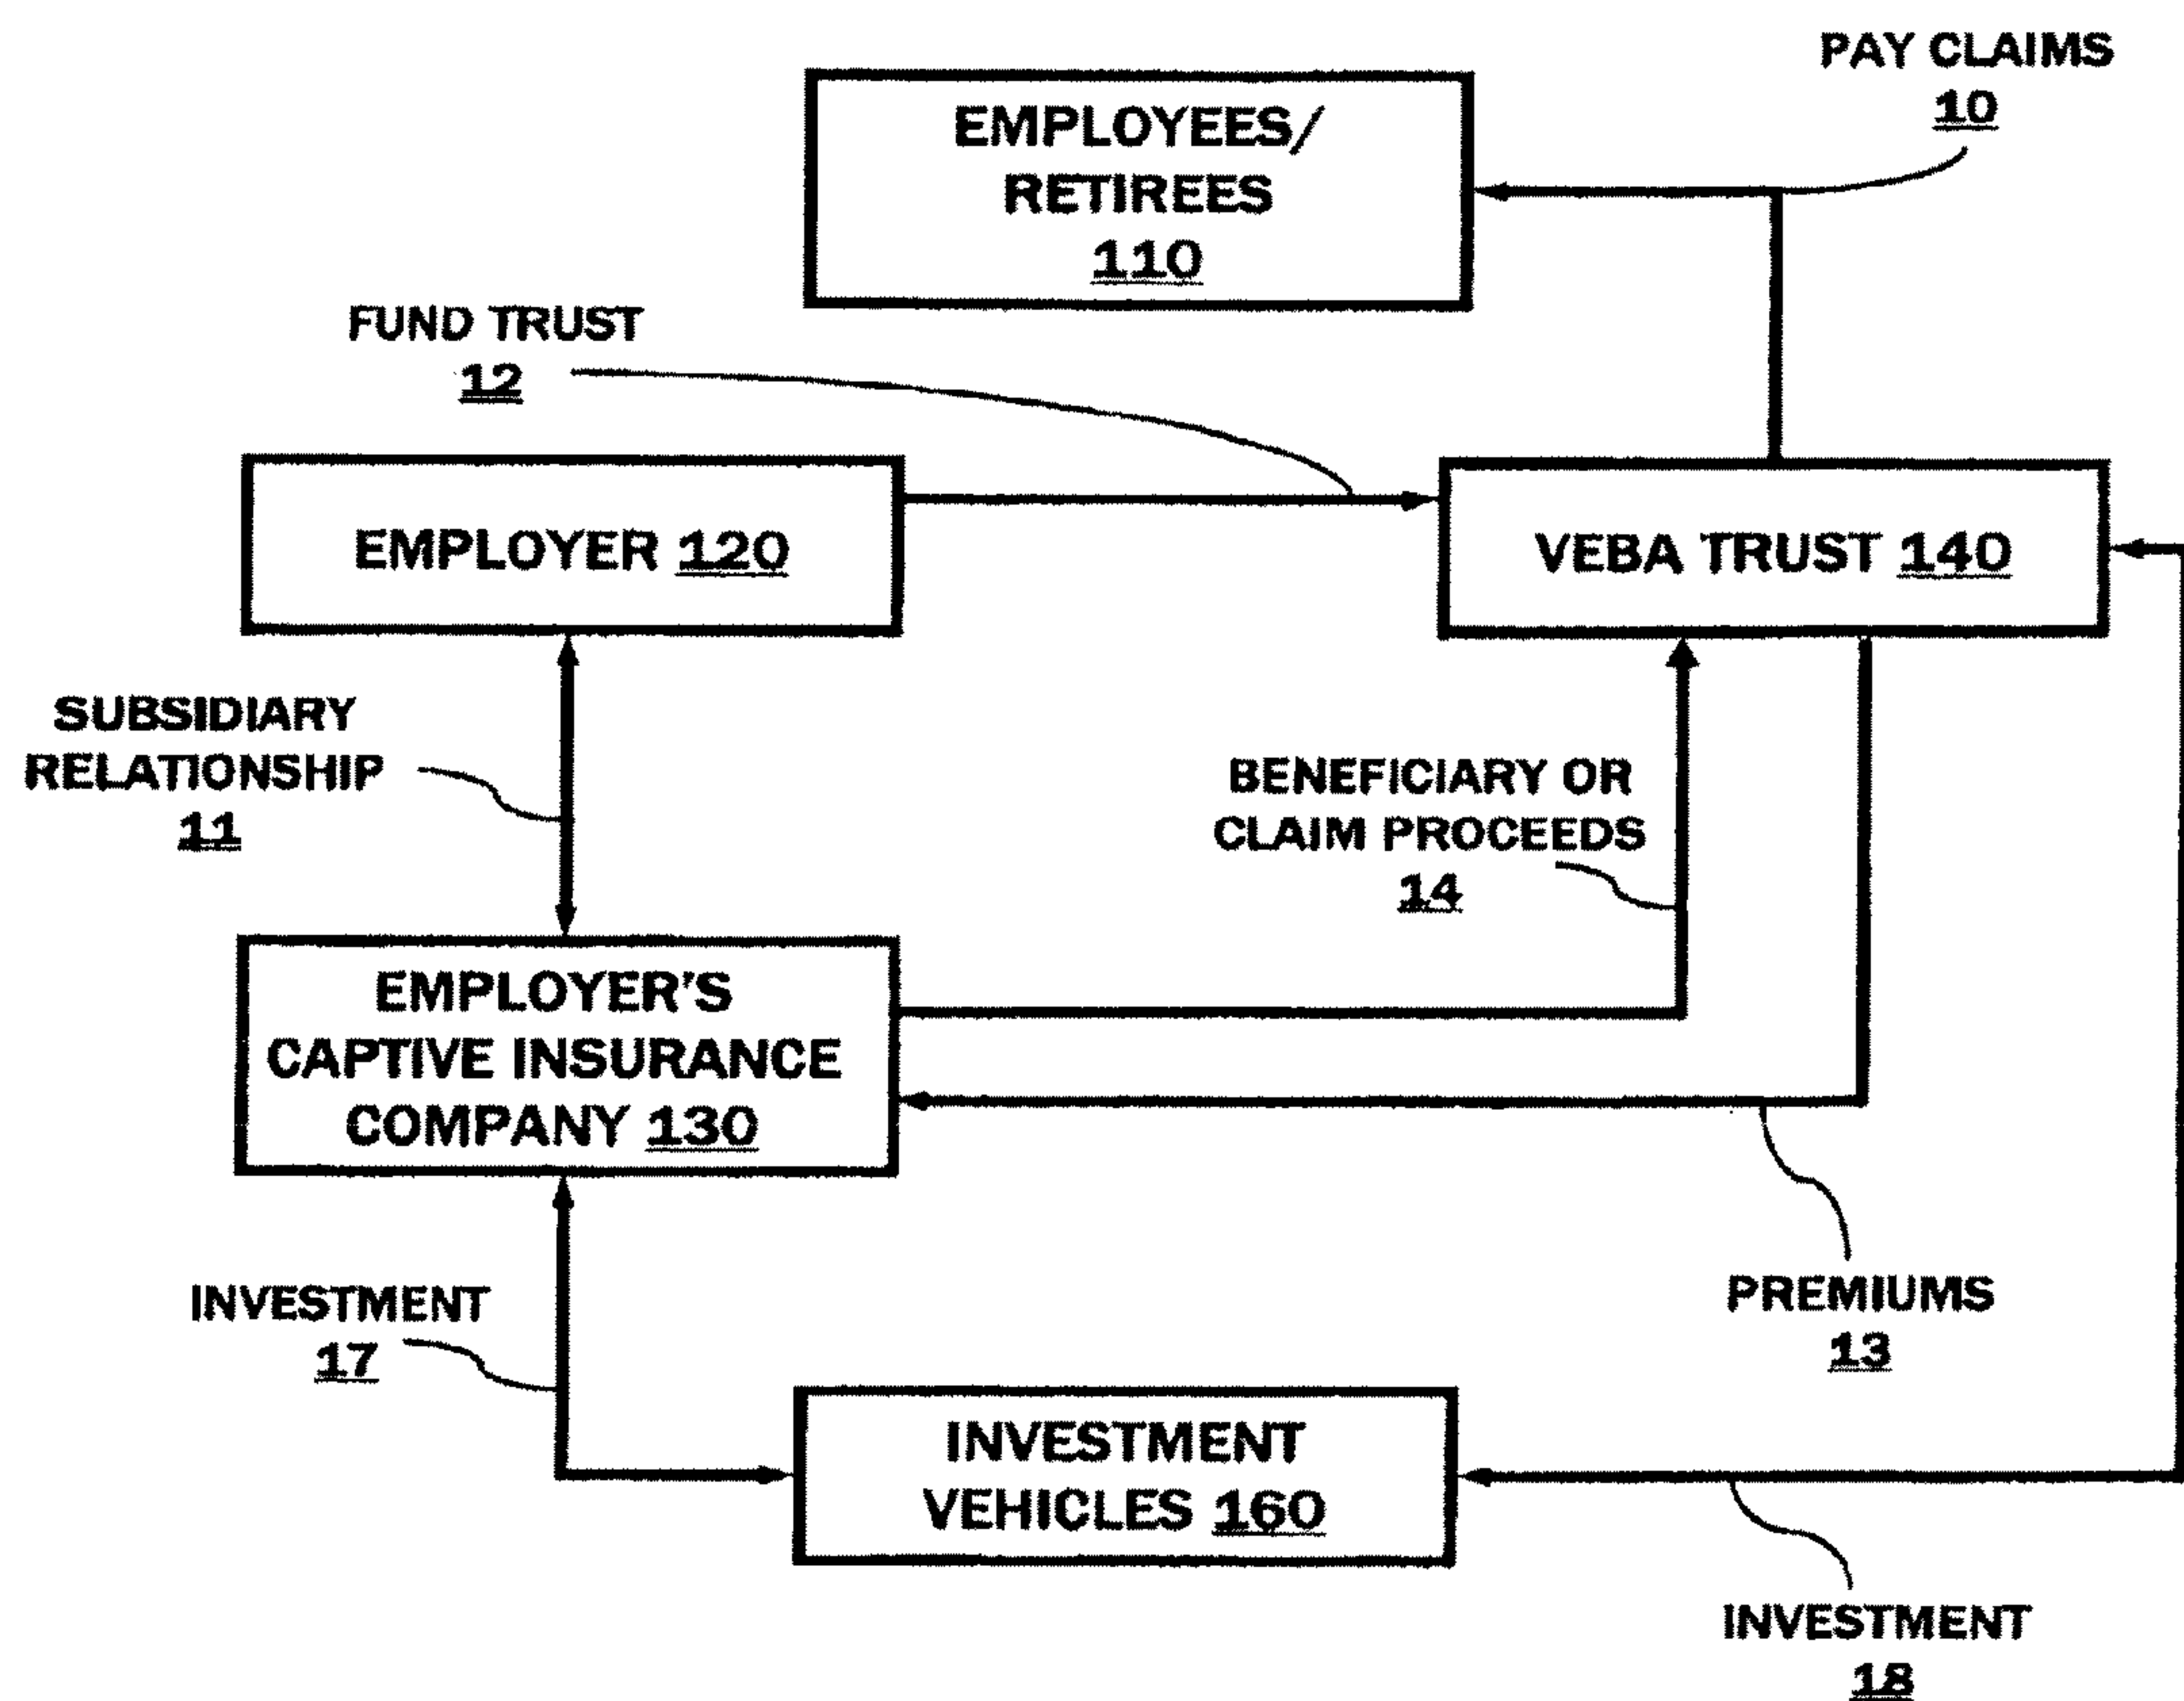 PAY CLAIMS
10
EMPLOYEES/
RETIREES
110
FUND TRUST
12
EMPLOYER 120
VEBA TRUST 140
SUBSIDIARY
RELATIONSHIP
11
BENEFICIARY OR
CLAIM PROCEEDS
14
EMPLOYER'S
CAPTIVE INSURANCE
COMPANY 130
PREMIUMS
13
INVESTMENT
17
INVESTMENT
VEHICLES 160
INVESTMENT
18